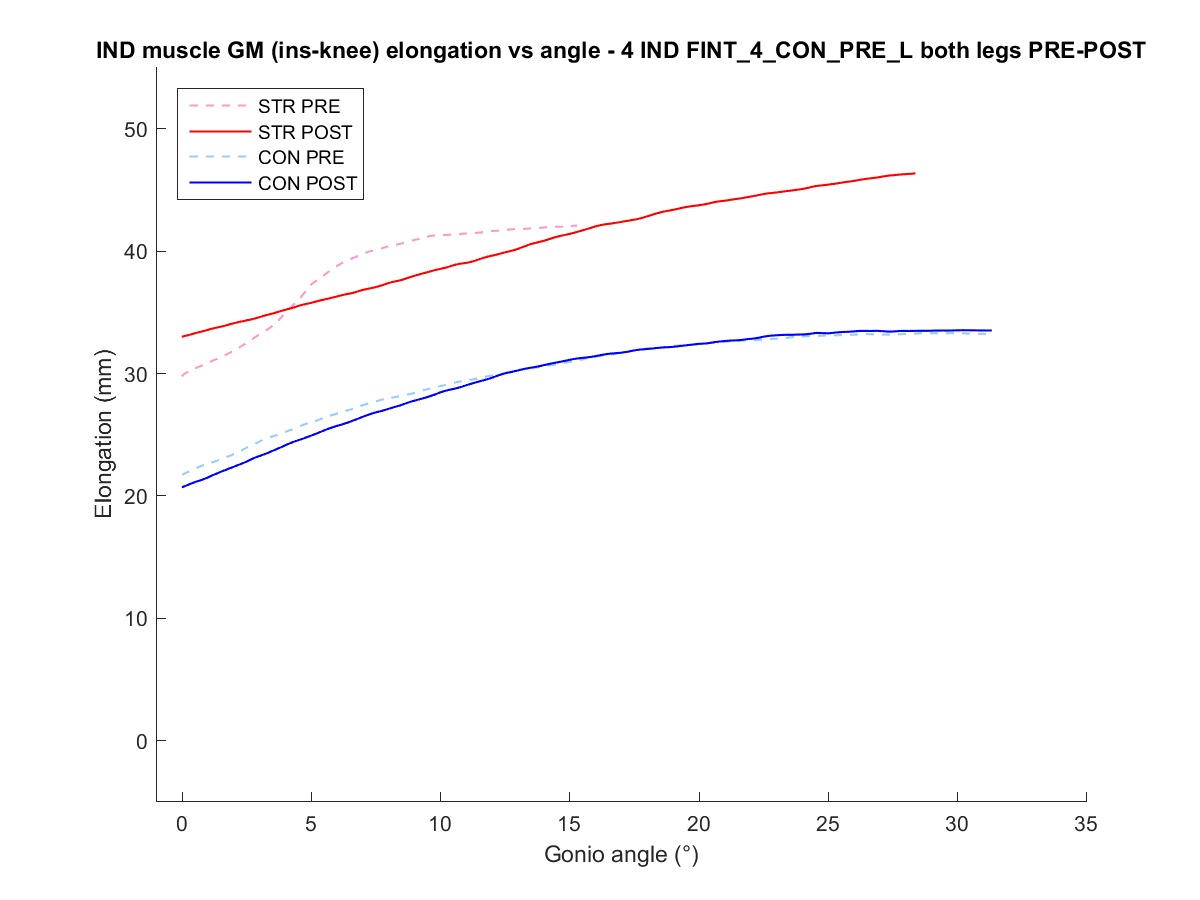 IND muscle GM (ins-knee) elongation vs angle - 4 IND FINT_4_CON_PRE_L both legs PRE-POST
STR PRE
STR POST
CON PRE
CON POST
50
40
30
20
10
0
Elongation (mm)
0 5 10 15 20 25 30 35
Gonio angle (°)